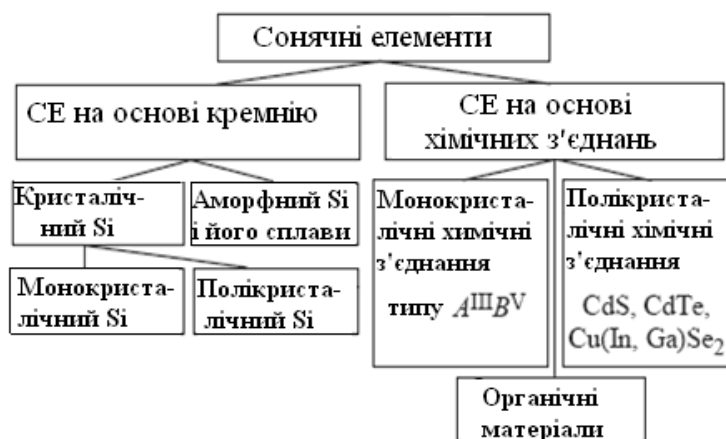 Сонячні елементи
СЕ на основі кремнію
СЕ на основі
хімічних з'єднань
Кристаліч-
ний Si
Аморфний Si
і його сплави
Монокриста-
лічні химічні
з'єднання
типу AᴵᴵᴵBⱽ
Полікриста-
лічні хімічні
з'єднання
CdS, CdTe,
Cu(In, Ga)Se₂
Монокриста-
лічний Si
Полікриста-
лічний Si
Органічні
матеріали